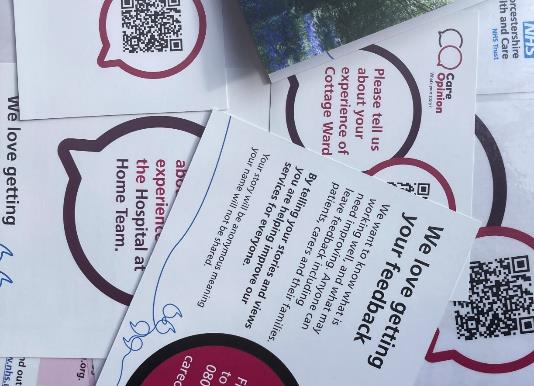 We love getting
your feedback
We want to know what is
working well, and what may
need improving. Anyone can
leave feedback including
patients, carers and their families.
By telling your stories and views
you are helping improve our
services for everyone.
Your story will be anonymous meaning
your name will not be shared.
to
080
Care
Opinion
Please tell us
about your
experience of
Cottage Ward
NHS
orcestershire
th and Care
NHS Trust
experience
the Hospital at
Home Team.
We love getting